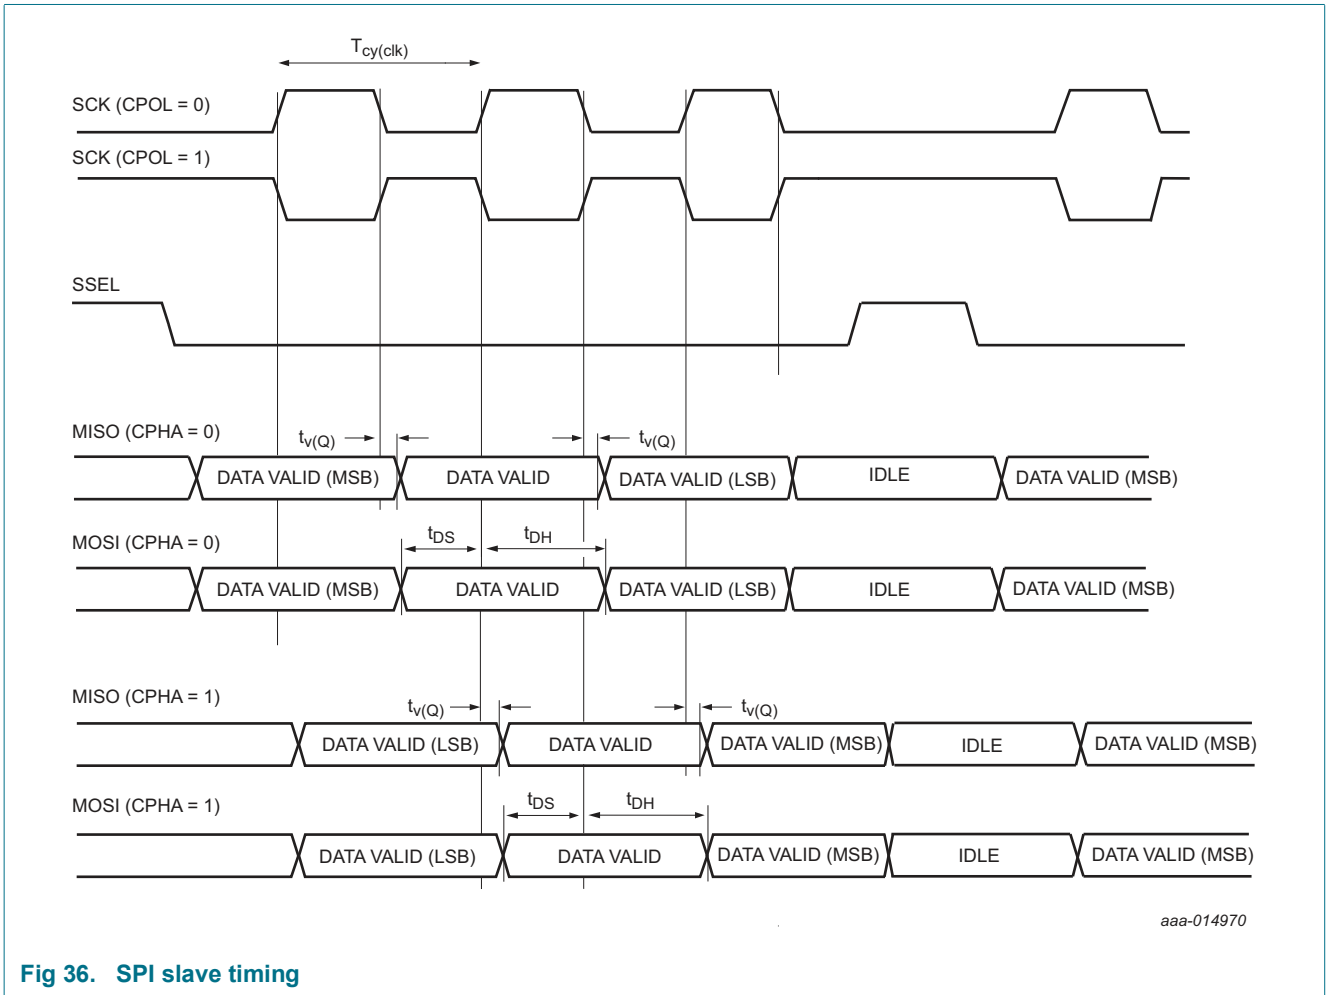 Tcy(clk)
SCK (CPOL = 0)
SCK (CPOL = 1)
SSEL
MISO (CPHA = 0)
tv(Q) tv(Q)
DATA VALID (MSB) DATA VALID DATA VALID (LSB) IDLE DATA VALID (MSB)
tDS tDH
MOSI (CPHA = 0)
DATA VALID (MSB) DATA VALID DATA VALID (LSB) IDLE DATA VALID (MSB)
MISO (CPHA = 1)
tv(Q) tv(Q)
DATA VALID (LSB) DATA VALID DATA VALID (MSB) IDLE DATA VALID (MSB)
tDS tDH
MOSI (CPHA = 1)
DATA VALID (LSB) DATA VALID DATA VALID (MSB) IDLE DATA VALID (MSB)
aaa-014970
Fig 36. SPI slave timing